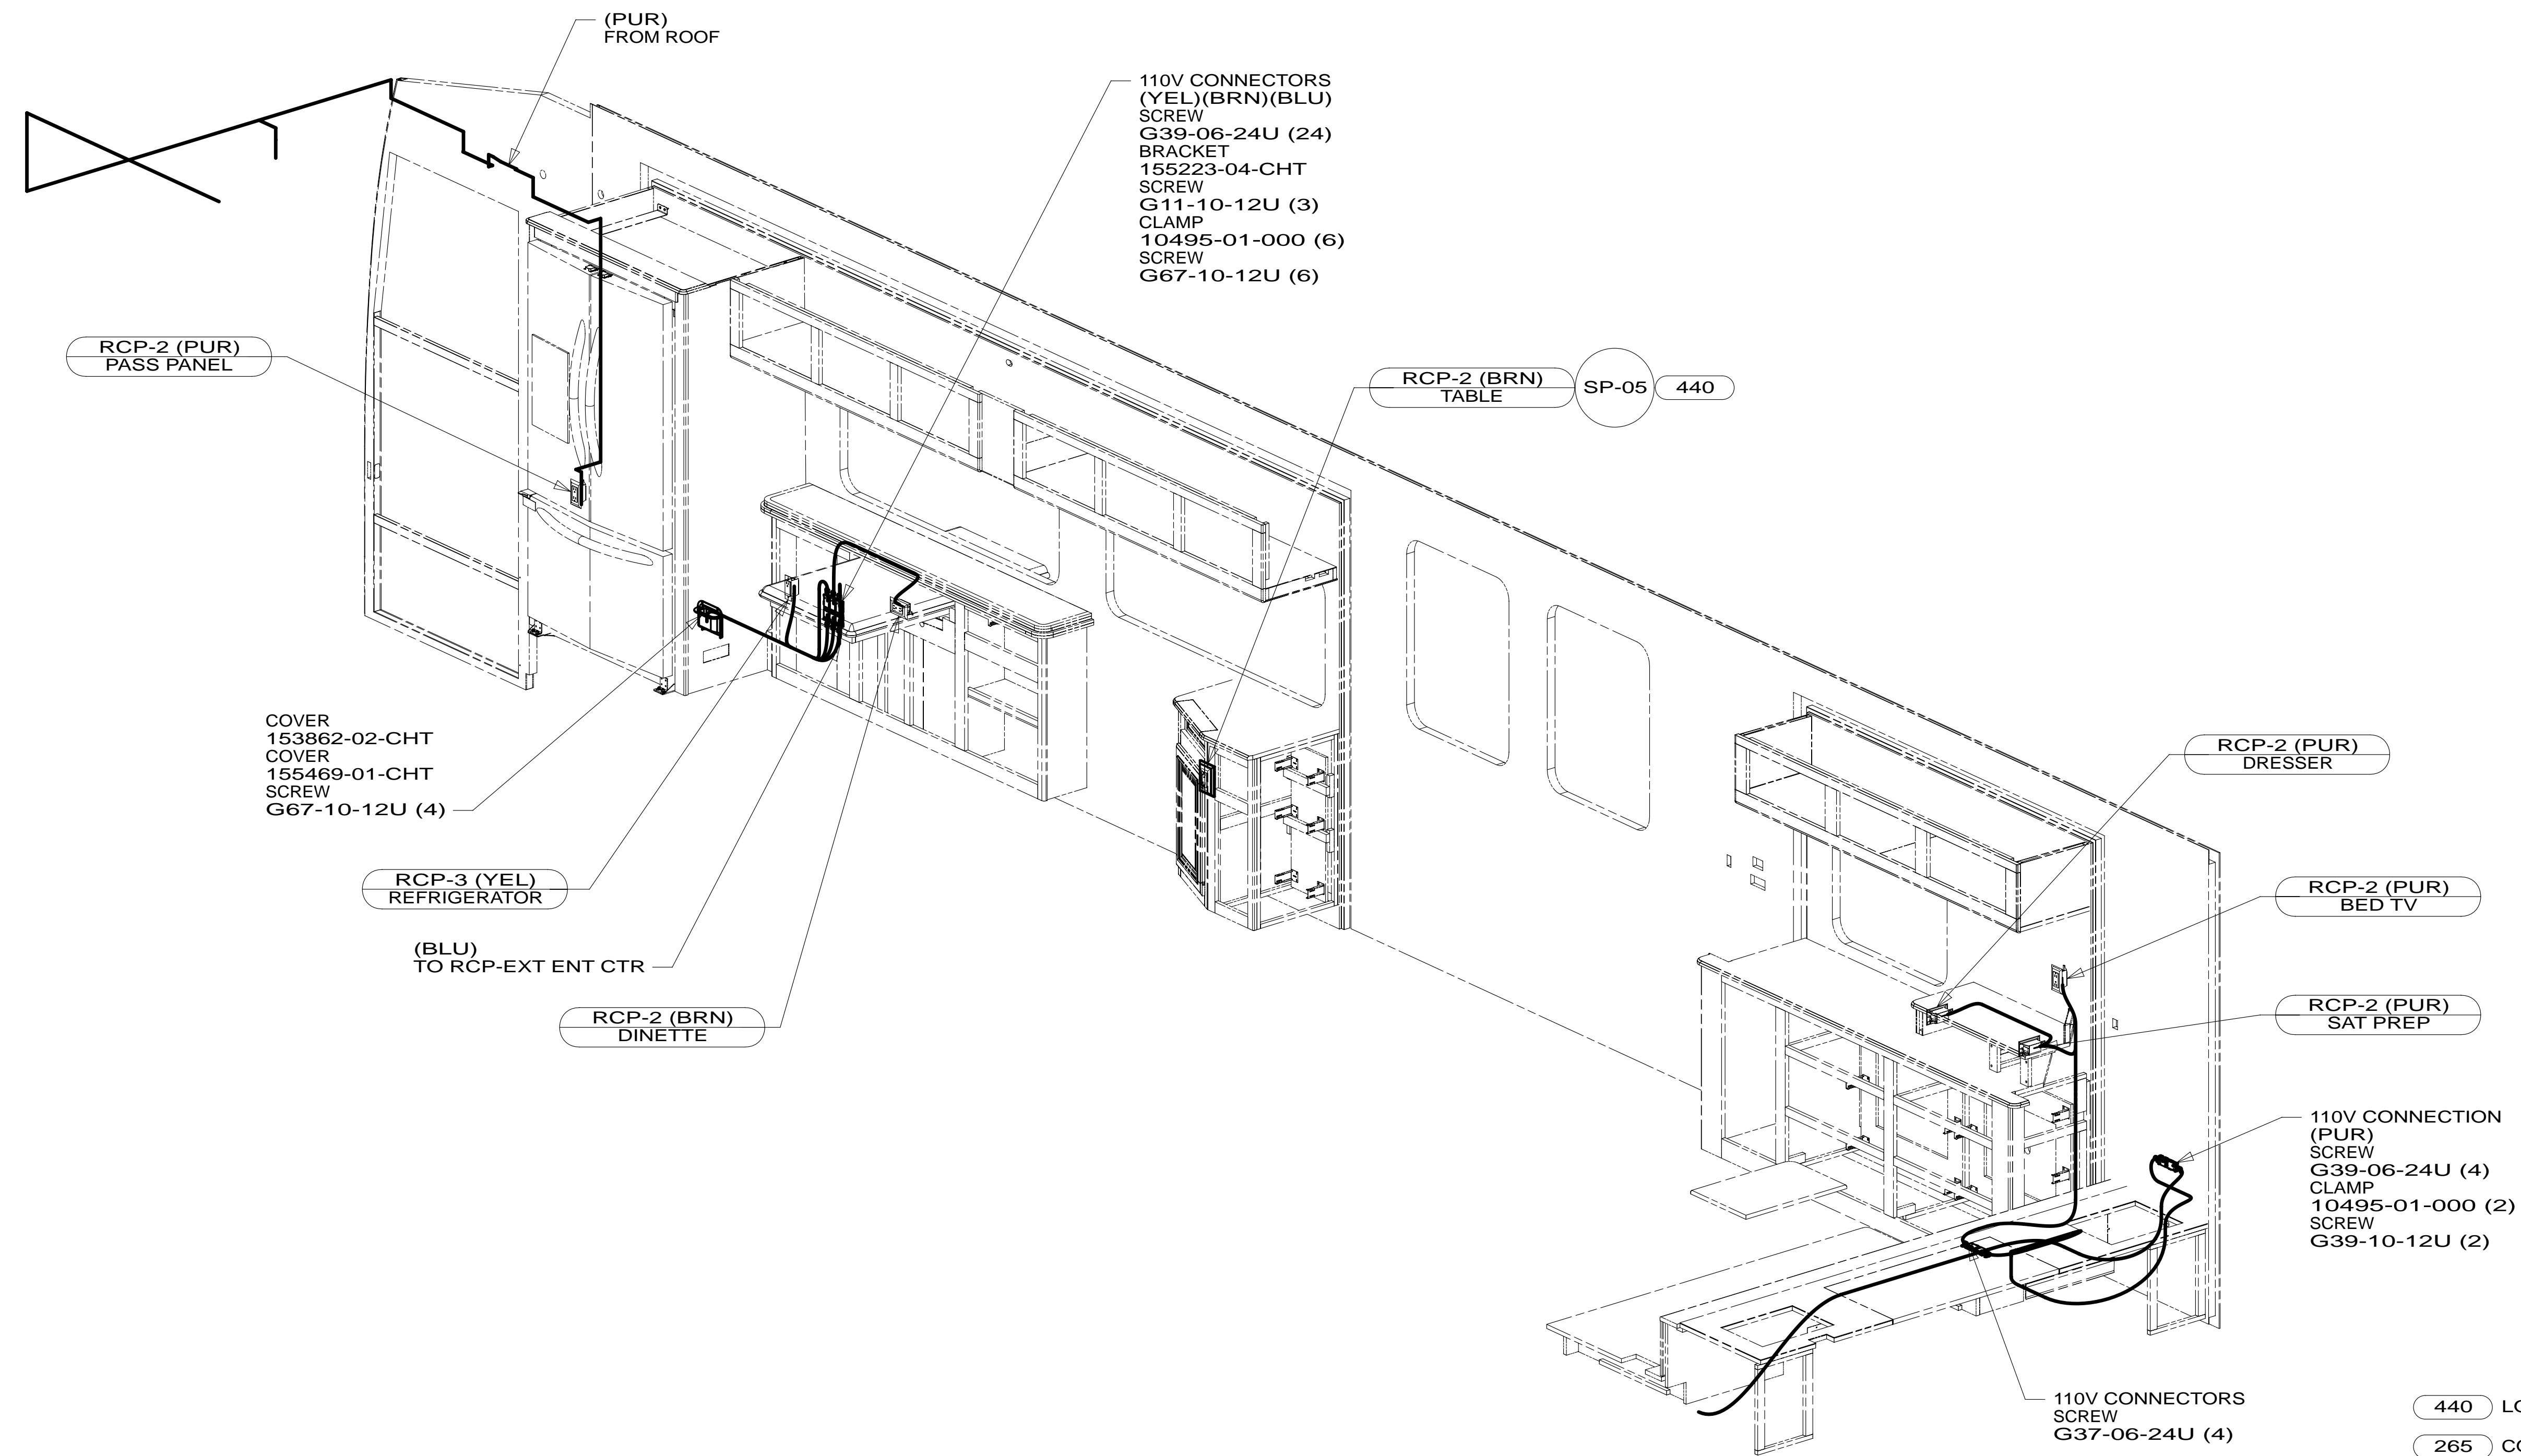 (PUR)
FROM ROOF
110V CONNECTORS
(YEL)(BRN)(BLU)
SCREW
G39-06-24U (24)
BRACKET
155223-04-CHT
SCREW
G11-10-12U (3)
CLAMP
10495-01-000 (6)
SCREW
G67-10-12U (6)
RCP-2 (PUR)
PASS PANEL
RCP-2 (BRN)
TABLE
SP-05
440
COVER
153862-02-CHT
COVER
155469-01-CHT
SCREW
G67-10-12U (4)
RCP-2 (PUR)
DRESSER
RCP-3 (YEL)
REFRIGERATOR
RCP-2 (PUR)
BED TV
(BLU)
TO RCP-EXT ENT CTR
RCP-2 (BRN)
DINETTE
RCP-2 (PUR)
SAT PREP
110V CONNECTION
(PUR)
SCREW
G39-06-24U (4)
CLAMP
10495-01-000 (2)
SCREW
G39-10-12U (2)
110V CONNECTORS
SCREW
G37-06-24U (4)
440
265